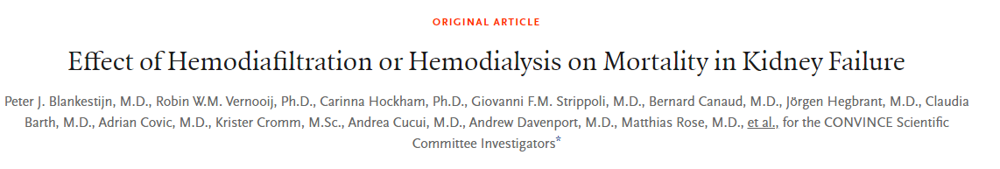 ORIGINAL ARTICLE
Effect of Hemodiafiltration or Hemodialysis on Mortality in Kidney Failure
Peter J. Blankestijn, M.D., Robin W.M. Vernooij, Ph.D., Carinna Hockham, Ph.D., Giovanni F.M. Strippoli, M.D., Bernard Canaud, M.D., Jörgen Hegbrant, M.D., Claudia
Barth, M.D., Adrian Covic, M.D., Krister Cromm, M.Sc., Andrea Cucui, M.D., Andrew Davenport, M.D., Matthias Rose, M.D., et al., for the CONVINCE Scientific
Committee Investigators*